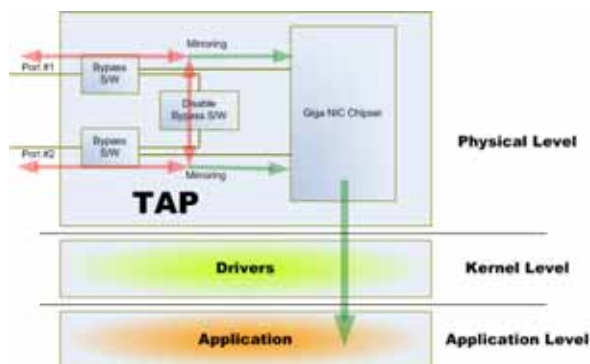 Mirroring
Port #1
Bypass
S/W
Disable
Bypass S/W
Giga NIC Chipset
Bypass
S/W
Port #2
Mirroring
TAP
Physical Level
Drivers
Kernel Level
Application
Application Level